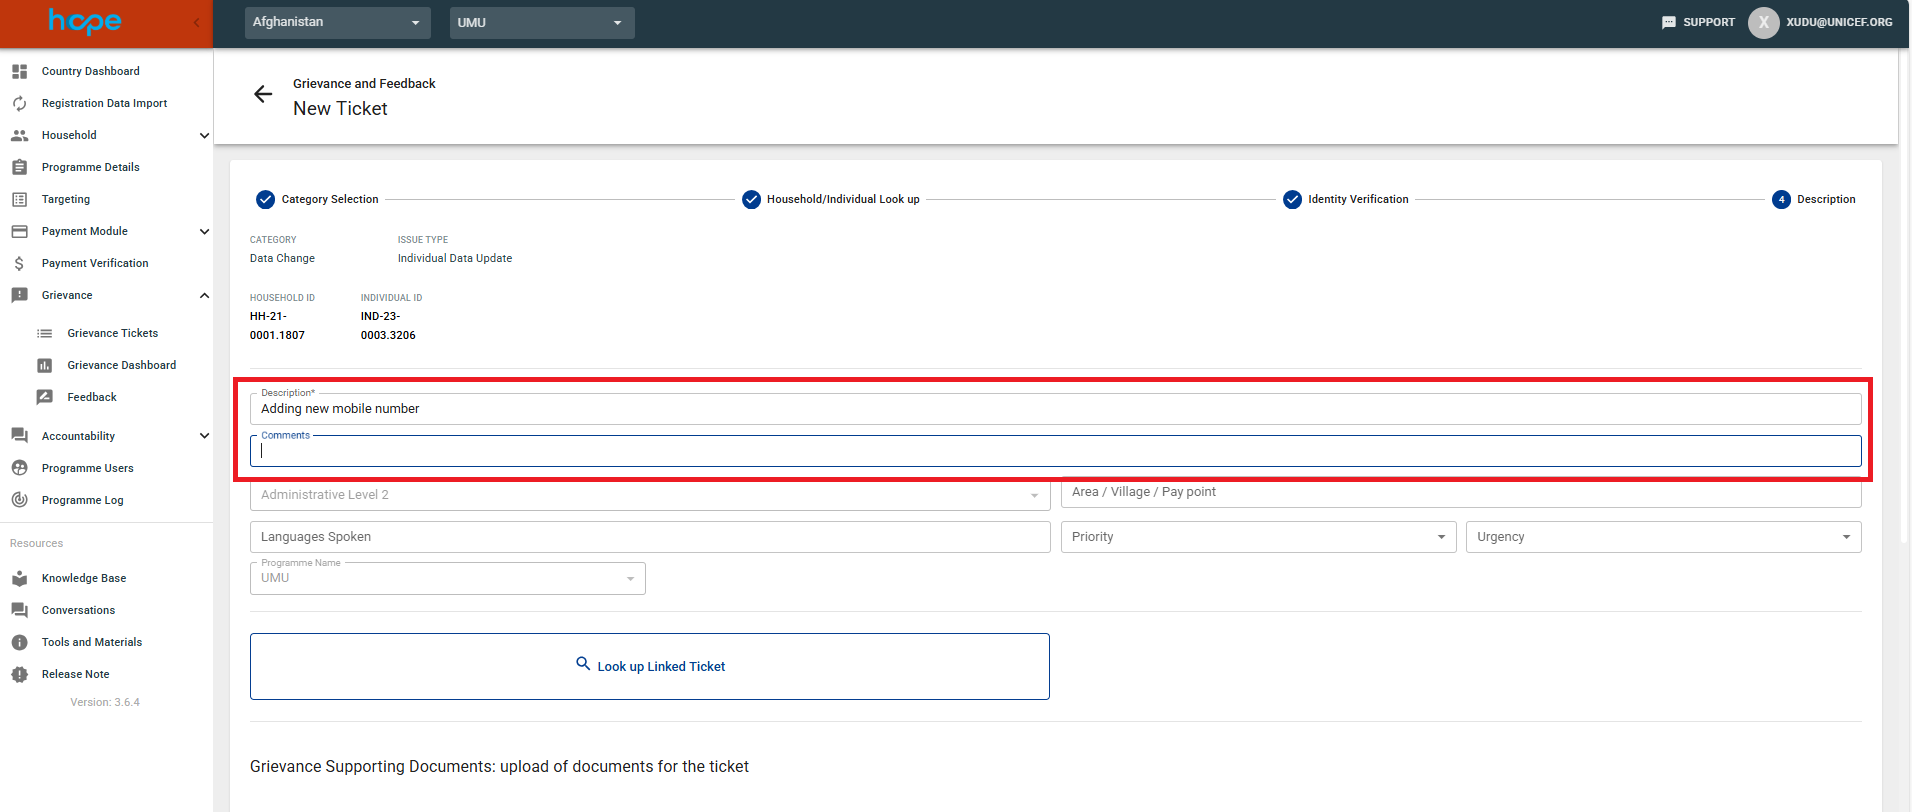 hope
Afghanistan
UMU
SUPPORT
X
XUDU@UNICEF.ORG
Country Dashboard
Registration Data Import
Household
Programme Details
Targeting
Payment Module
Payment Verification
Grievance
Grievance Tickets
Grievance Dashboard
Feedback
Accountability
Programme Users
Programme Log
Resources
Knowledge Base
Conversations
Tools and Materials
Release Note
Version: 3.6.4
Grievance and Feedback
New Ticket
Category Selection
Household/Individual Look up
Identity Verification
4 Description
CATEGORY
Data Change
ISSUE TYPE
Individual Data Update
HOUSEHOLD ID
HH-21-
0001.1807
INDIVIDUAL ID
IND-23-
0003.3206
Description*
Adding new mobile number
Comments
Administrative Level 2
Area / Village / Pay point
Languages Spoken
Priority
Urgency
Programme Name
UMU
Look up Linked Ticket
Grievance Supporting Documents: upload of documents for the ticket